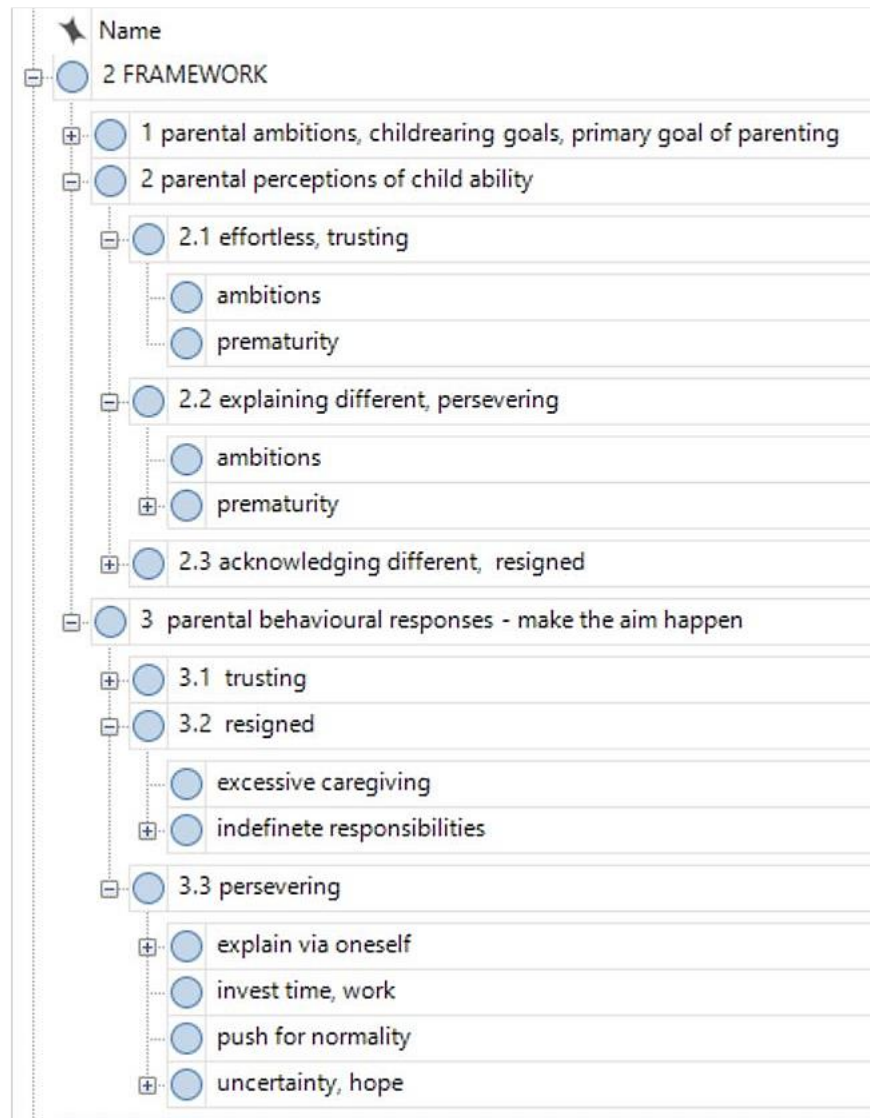 Name
2 FRAMEWORK
1 parental ambitions, childrearing goals, primary goal of parenting
2 parental perceptions of child ability
2.1 effortless, trusting
ambitions
prematurity
2.2 explaining different, persevering
ambitions
prematurity
2.3 acknowledging different, resigned
3 parental behavioural responses - make the aim happen
3.1 trusting
3.2 resigned
excessive caregiving
indefinete responsibilities
3.3 persevering
explain via oneself
invest time, work
push for normality
uncertainty, hope